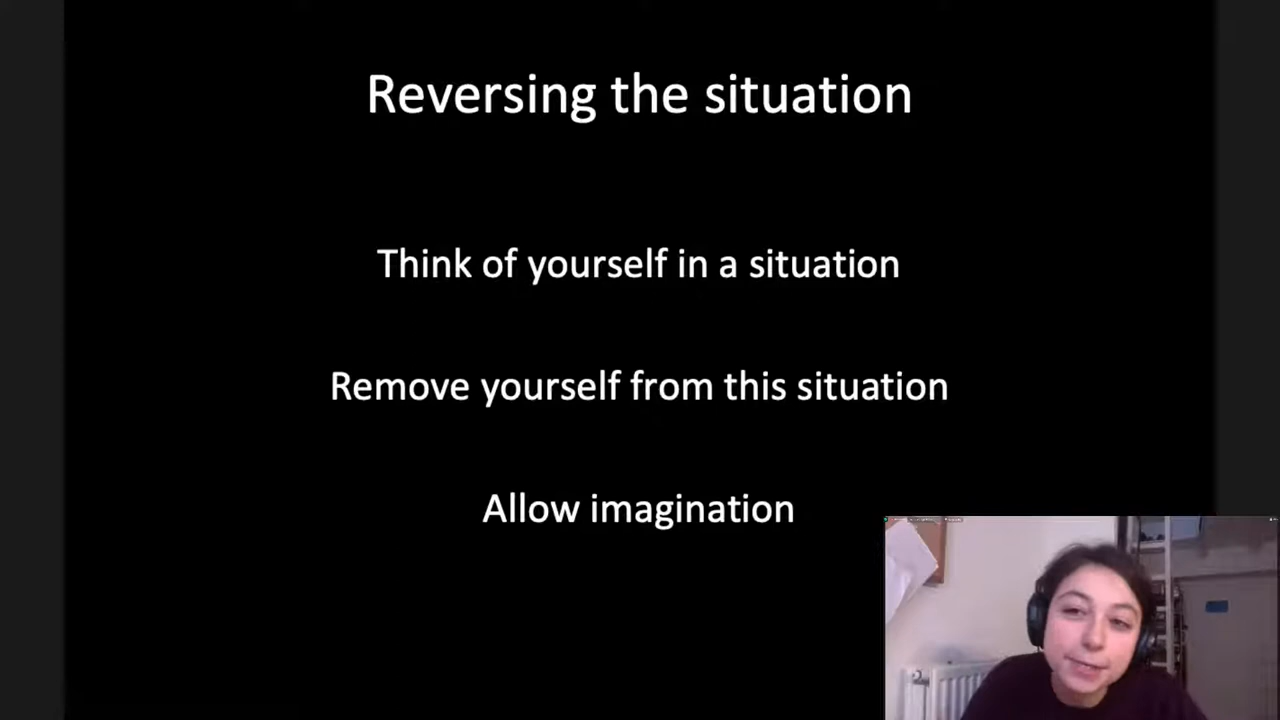 Reversing the situation
Think of yourself in a situation
Remove yourself from this situation
Allow imagination